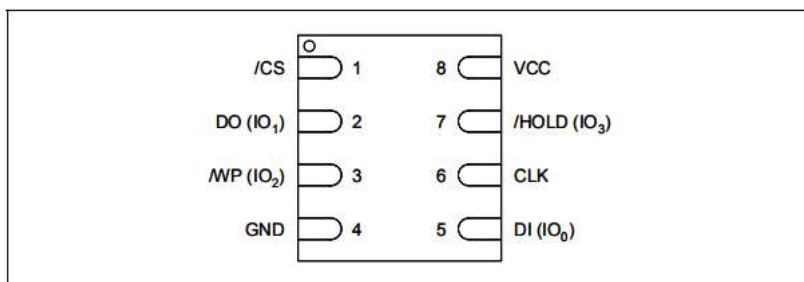 /CS 1 8 VCC
DO (IO₁) 2 7 /HOLD (IO₃)
/WP (IO₂) 3 6 CLK
GND 4 5 DI (IO₀)